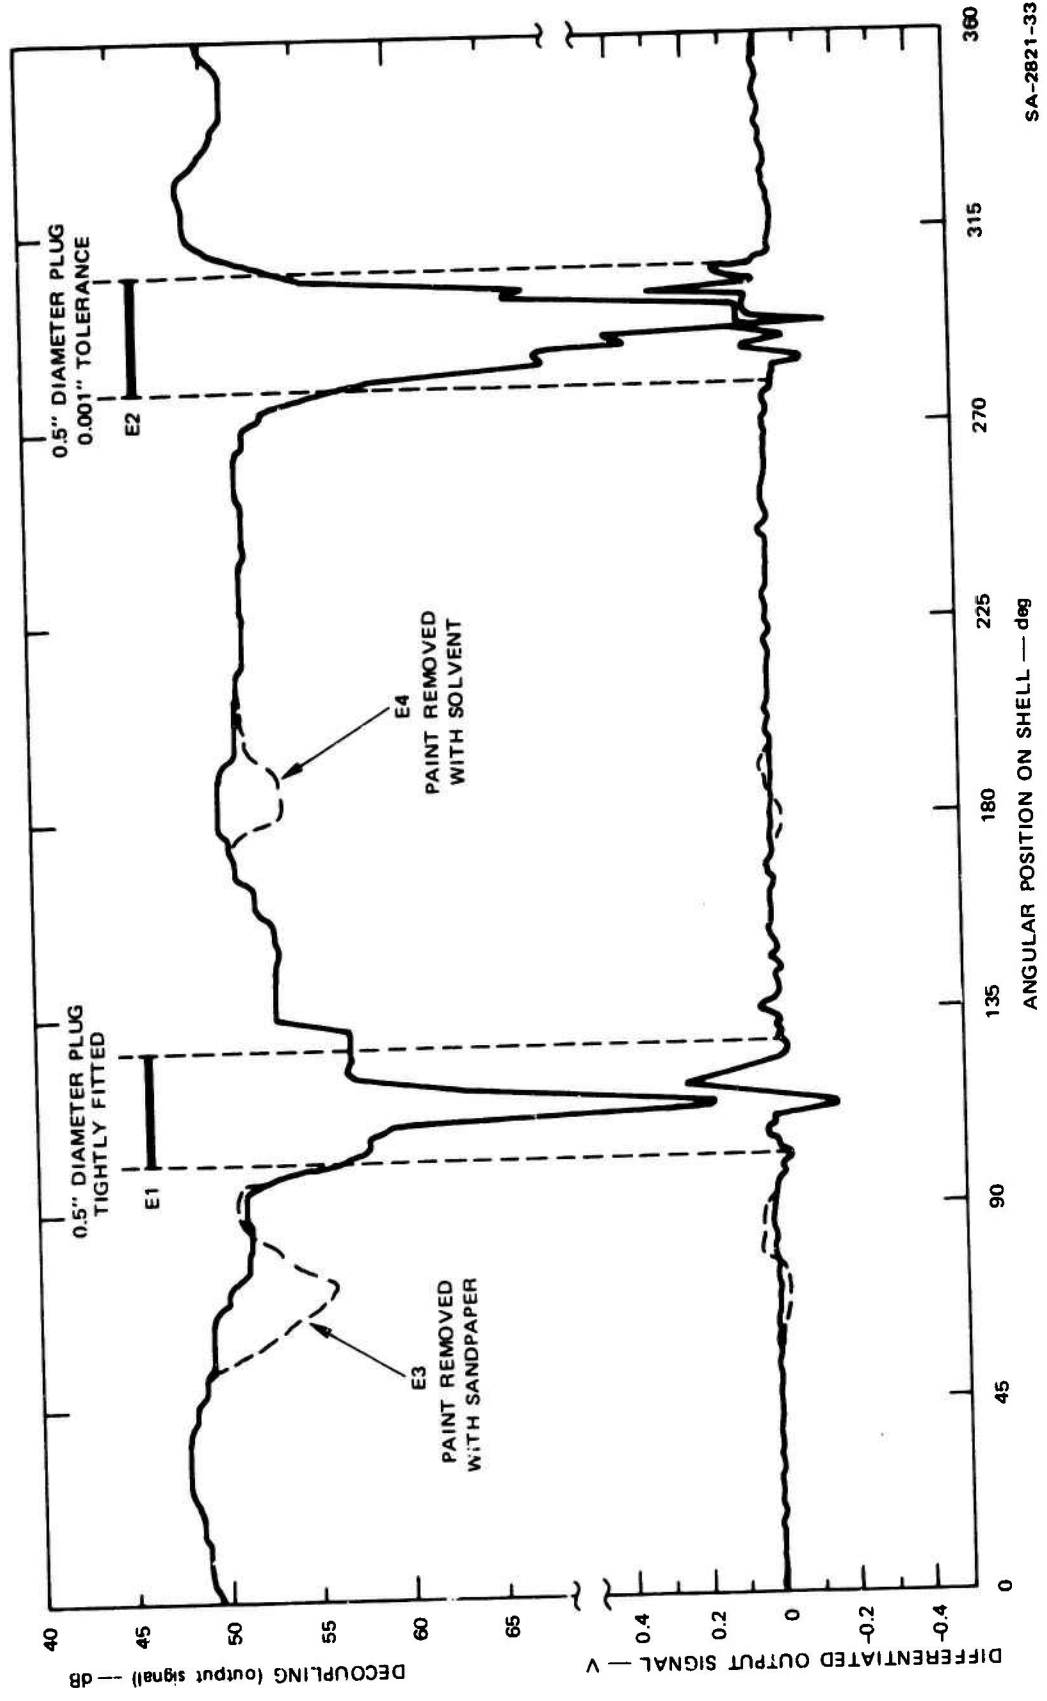 0.5" DIAMETER PLUG
TIGHTLY FITTED
E1
0.5" DIAMETER PLUG
0.001" TOLERANCE
E2
E3
PAINT REMOVED
WITH SANDPAPER
E4
PAINT REMOVED
WITH SOLVENT
DECOUPLING (output signal) — dB
40
45
50
55
60
65
DIFFERENTIATED OUTPUT SIGNAL — V
0.4
0.2
0
-0.2
-0.4
0
45
90
135
180
225
270
315
360
ANGULAR POSITION ON SHELL — deg
SA-2821-33